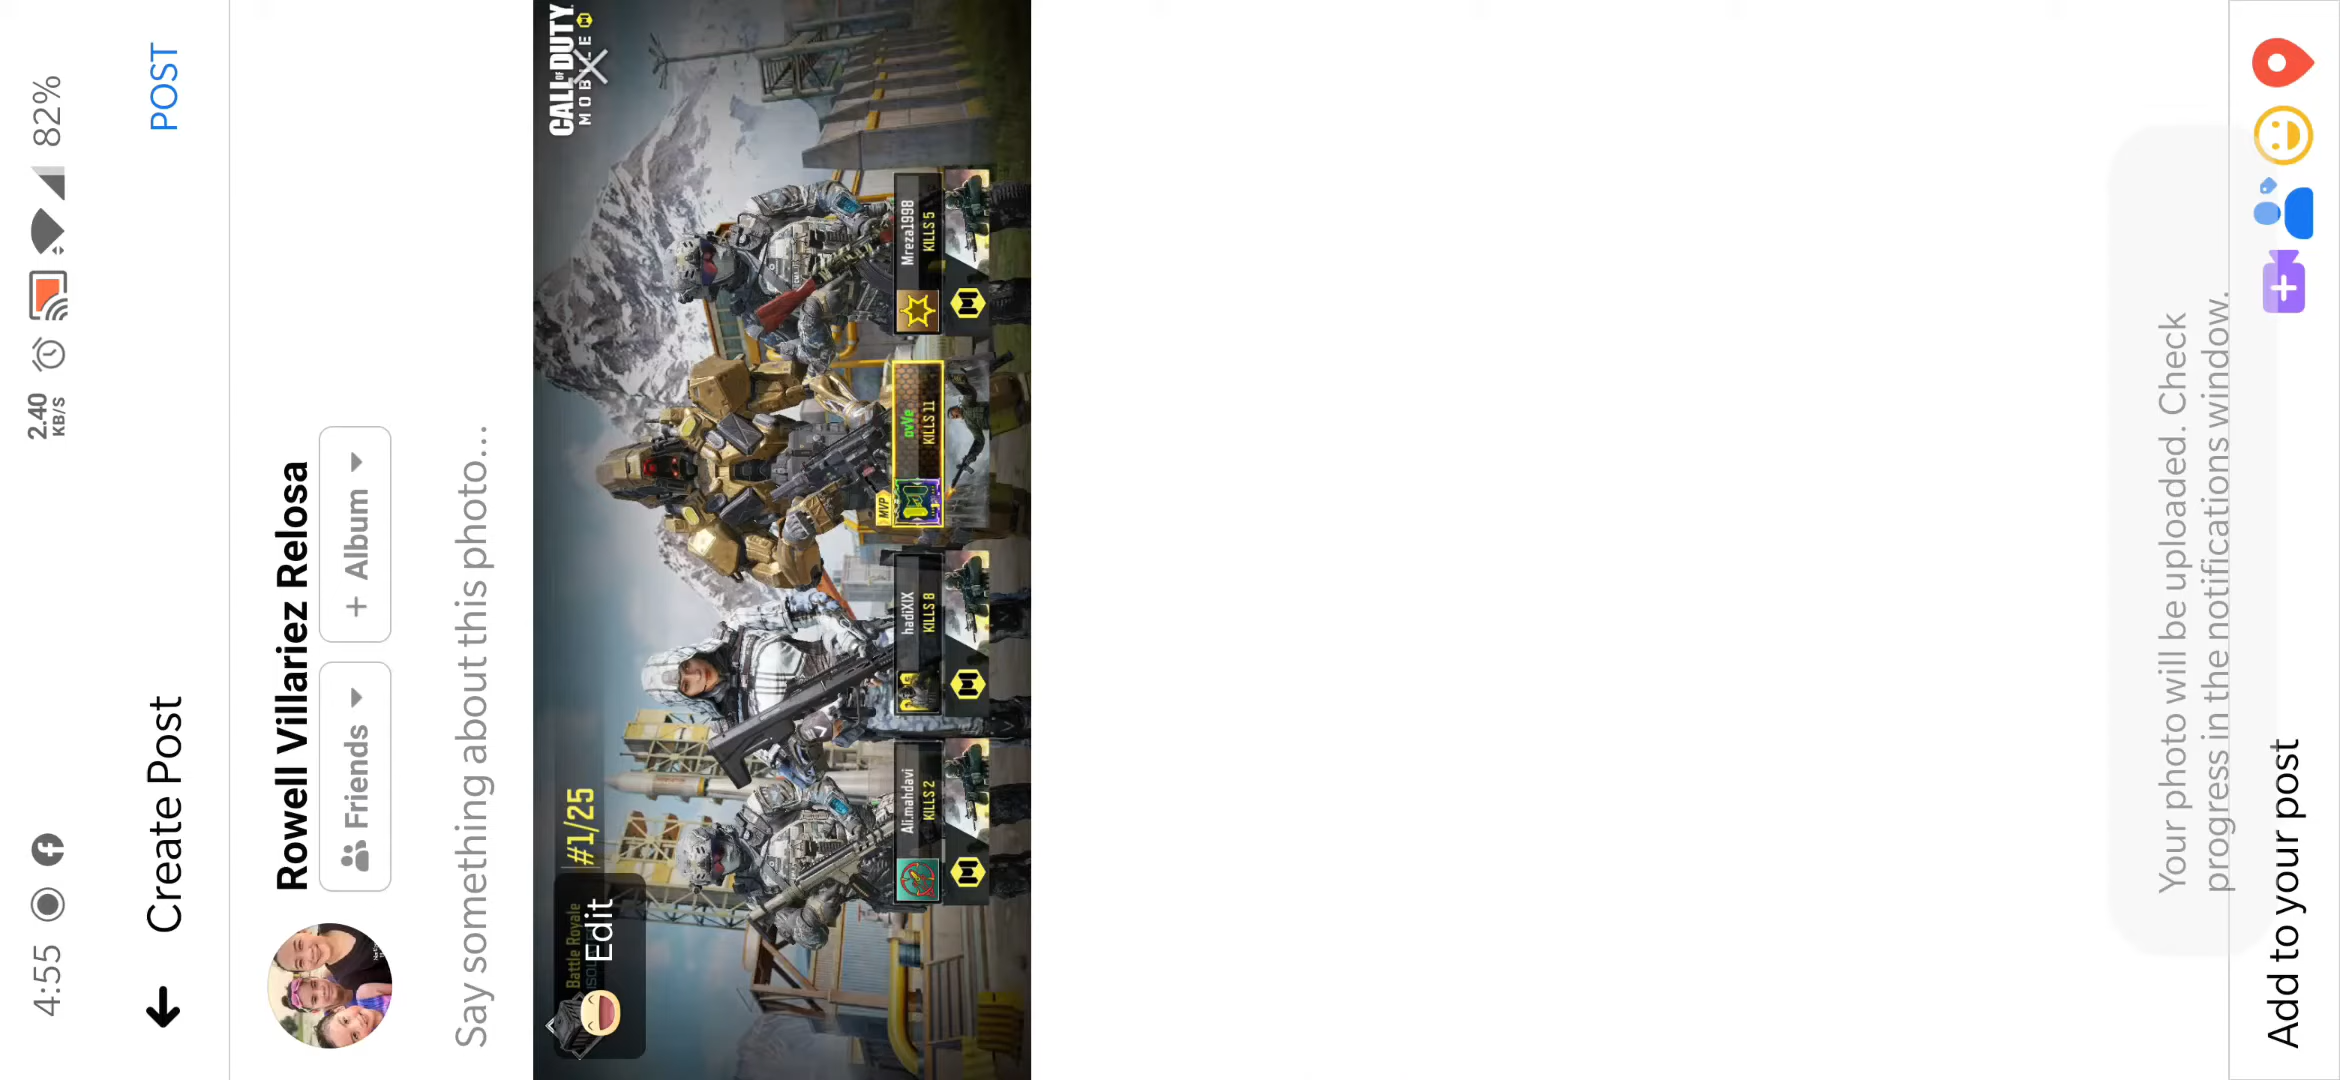 4:55
2.40
KB/S
82%
Create Post
POST
Rowell Villariez Relosa
Friends
+ Album
Say something about this photo...
Edit
Battle Royale
#1/25
CALL OF DUTY
MOBILE
Ali.mahdavi
KILLS 2
hadiXIX
KILLS 8
MVP
ovVe
KILLS 11
Mreza1998
KILLS 5
Your photo will be uploaded. Check
progress in the notifications window.
Add to your post